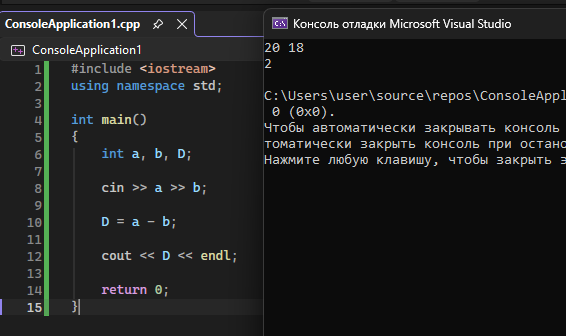 ConsoleApplication1.cpp
ConsoleApplication1
1 #include <iostream>
2 using namespace std;
3
4 int main()
5 {
6 int a, b, D;
7
8 cin >> a >> b;
9
10 D = a - b;
11
12 cout << D << endl;
13
14 return 0;
15 }
Консоль отладки Microsoft Visual Studio
20 18
2
C:\Users\user\source\repos\ConsoleAppl
0 (0x0).
Чтобы автоматически закрывать консоль
томатически закрыть консоль при остано
Нажмите любую клавишу, чтобы закрыть э